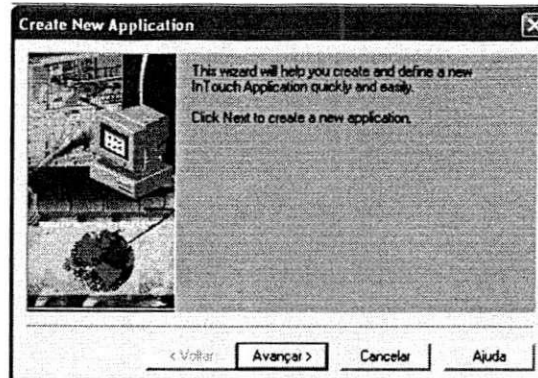 Create New Application
This wizard will help you create and define a new
InTouch Application quickly and easily.
Click Next to create a new application.
< Voltar
Avançar >
Cancelar
Ajuda